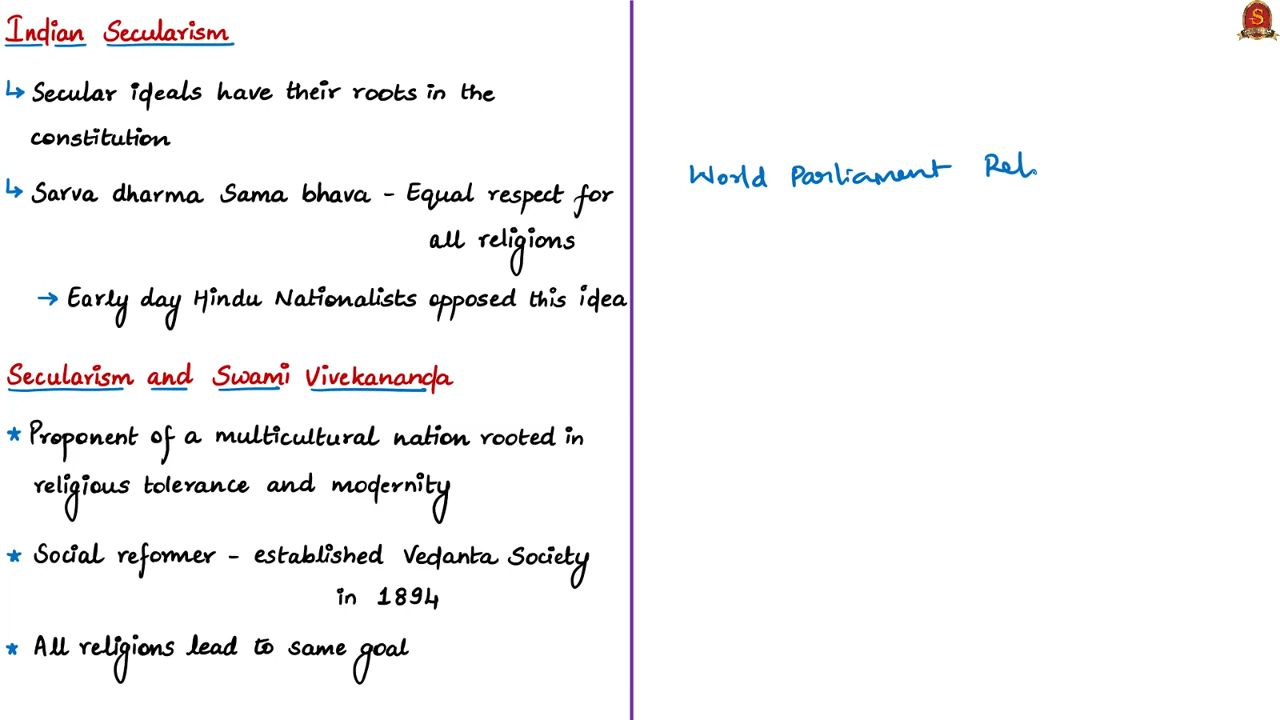 Indian Secularism
↳ Secular ideals have their roots in the
constitution
↳ Sarva dharma Sama bhava - Equal respect for
all religions
→ Early day Hindu Nationalists opposed this idea
Secularism and Swami Vivekananda
* Proponent of a multicultural nation rooted in
religious tolerance and modernity
* Social reformer - established Vedanta Society
in 1894
* All religions lead to same goal
World Parliament Reli
S